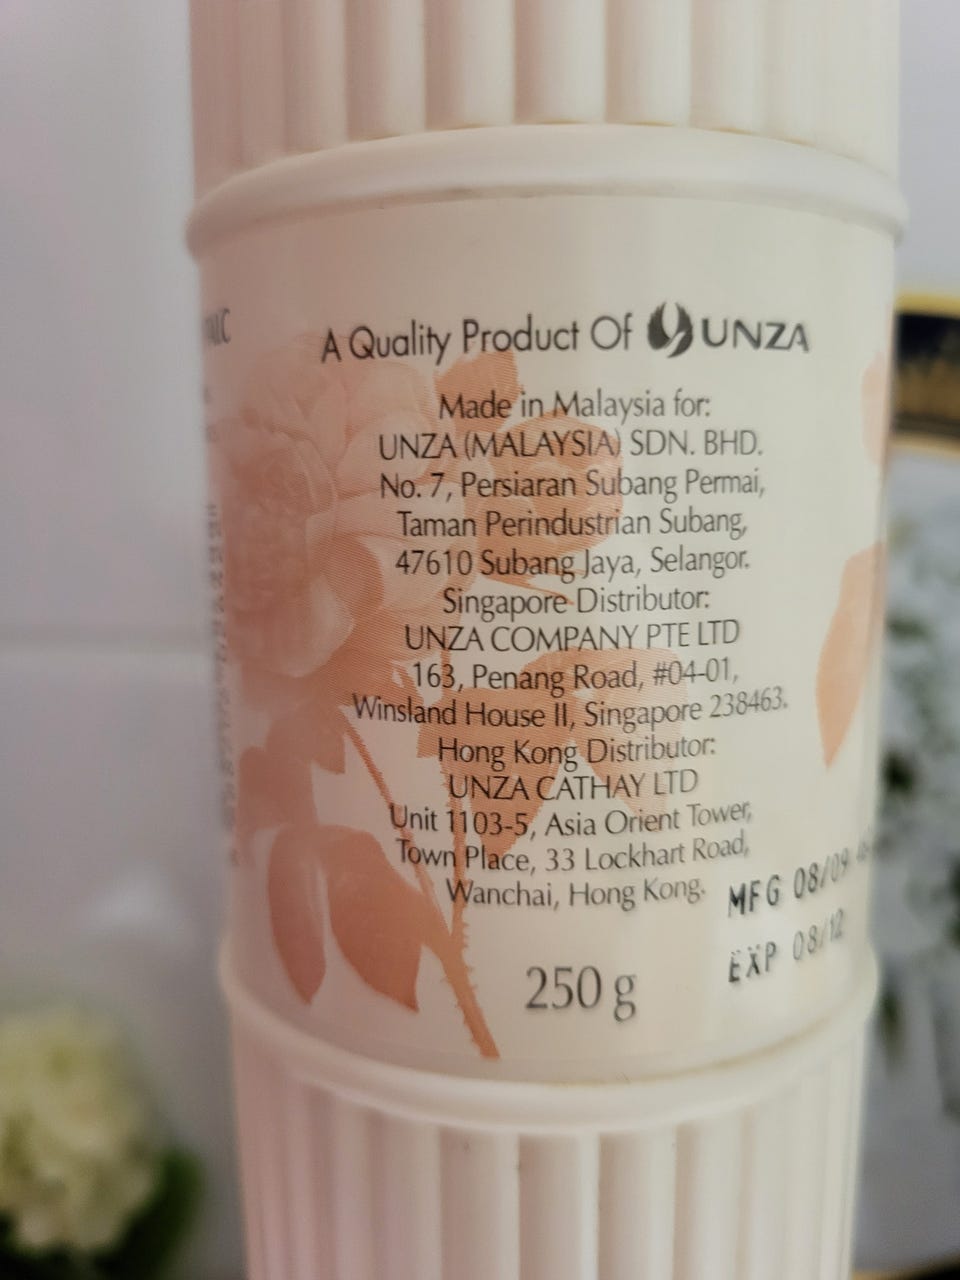 A Quality Product Of UNZA
Made in Malaysia for:
UNZA (MALAYSIA) SDN. BHD.
No. 7, Persiaran Subang Permai,
Taman Perindustrian Subang,
47610 Subang Jaya, Selangor.
Singapore Distributor:
UNZA COMPANY PTE LTD
163, Penang Road, #04-01,
Winsland House II, Singapore 238463.
Hong Kong Distributor:
UNZA CATHAY LTD
Unit 1103-5, Asia Orient Tower,
Town Place, 33 Lockhart Road,
Wanchai, Hong Kong.
MFG 08/09
EXP 08/12
250 g